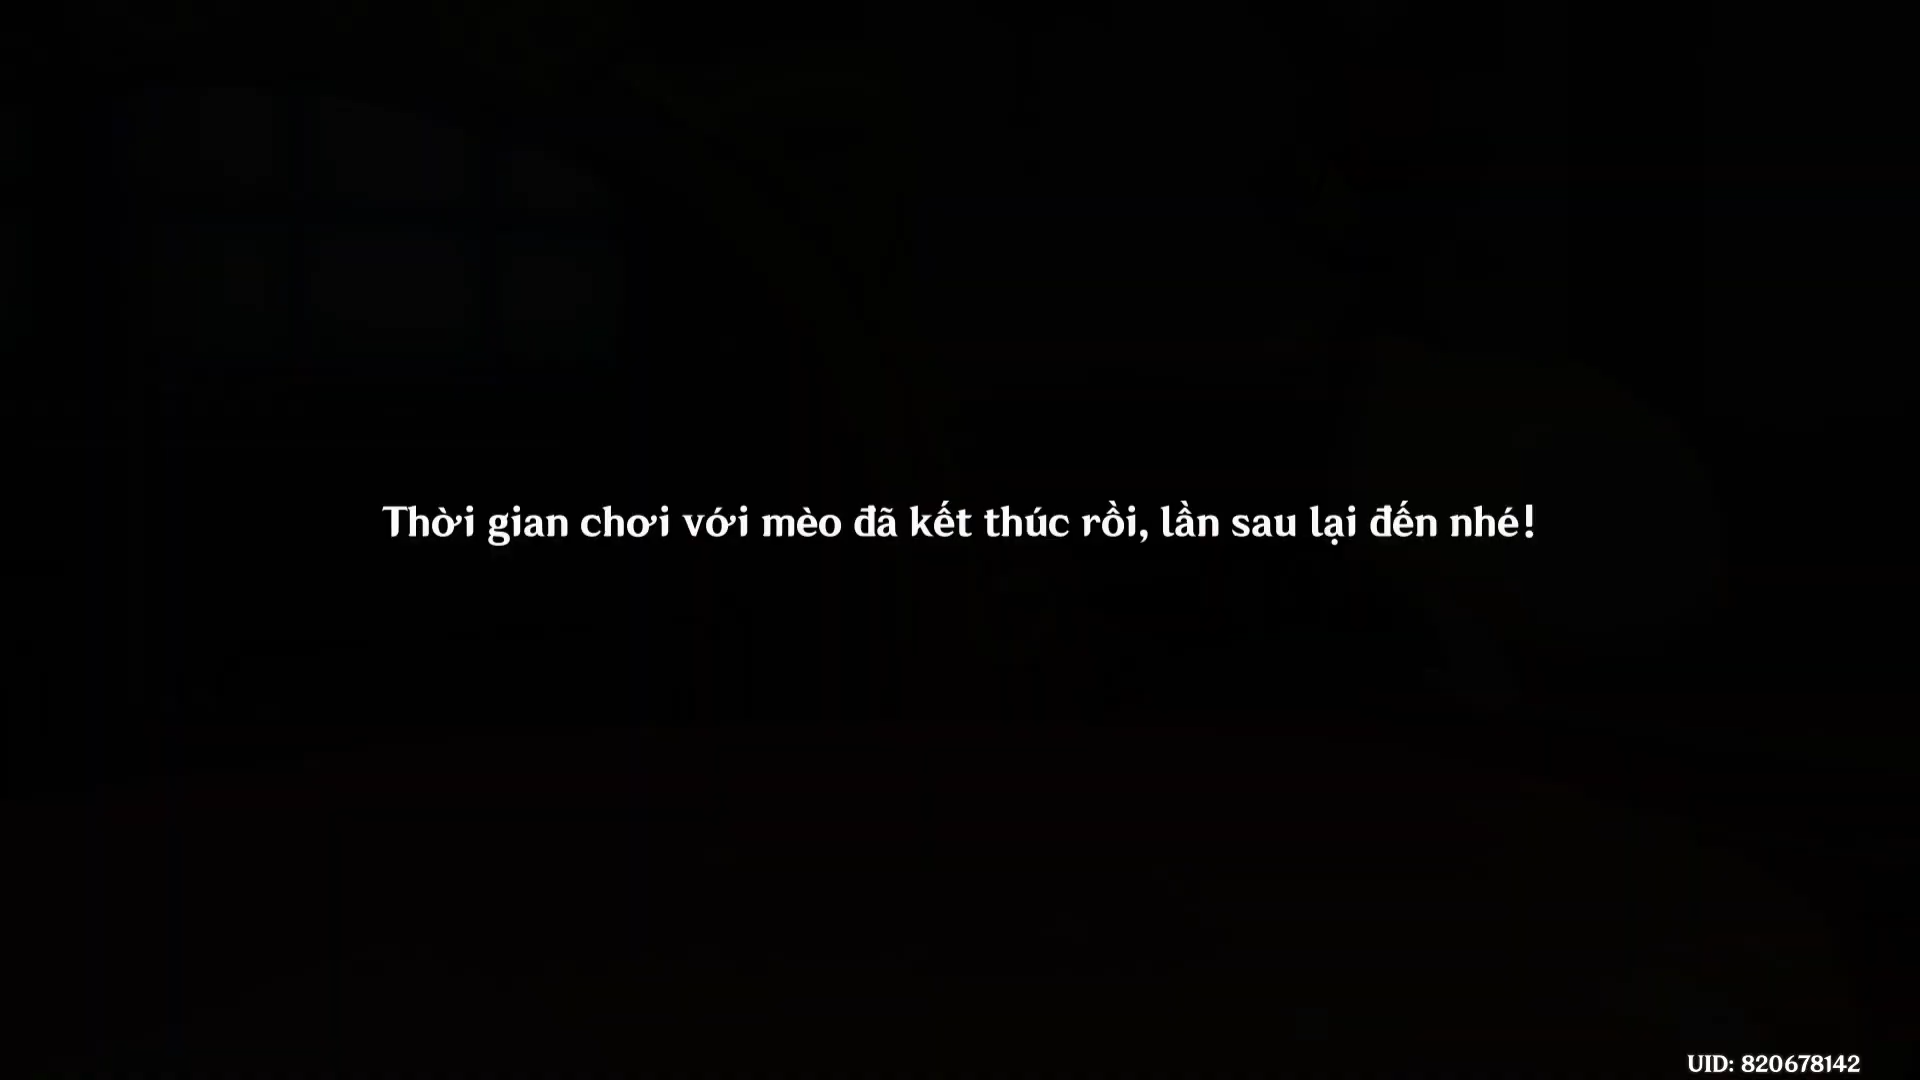 Thời gian chơi với mèo đã kết thúc rồi, lần sau lại đến nhé!
UID: 820678142